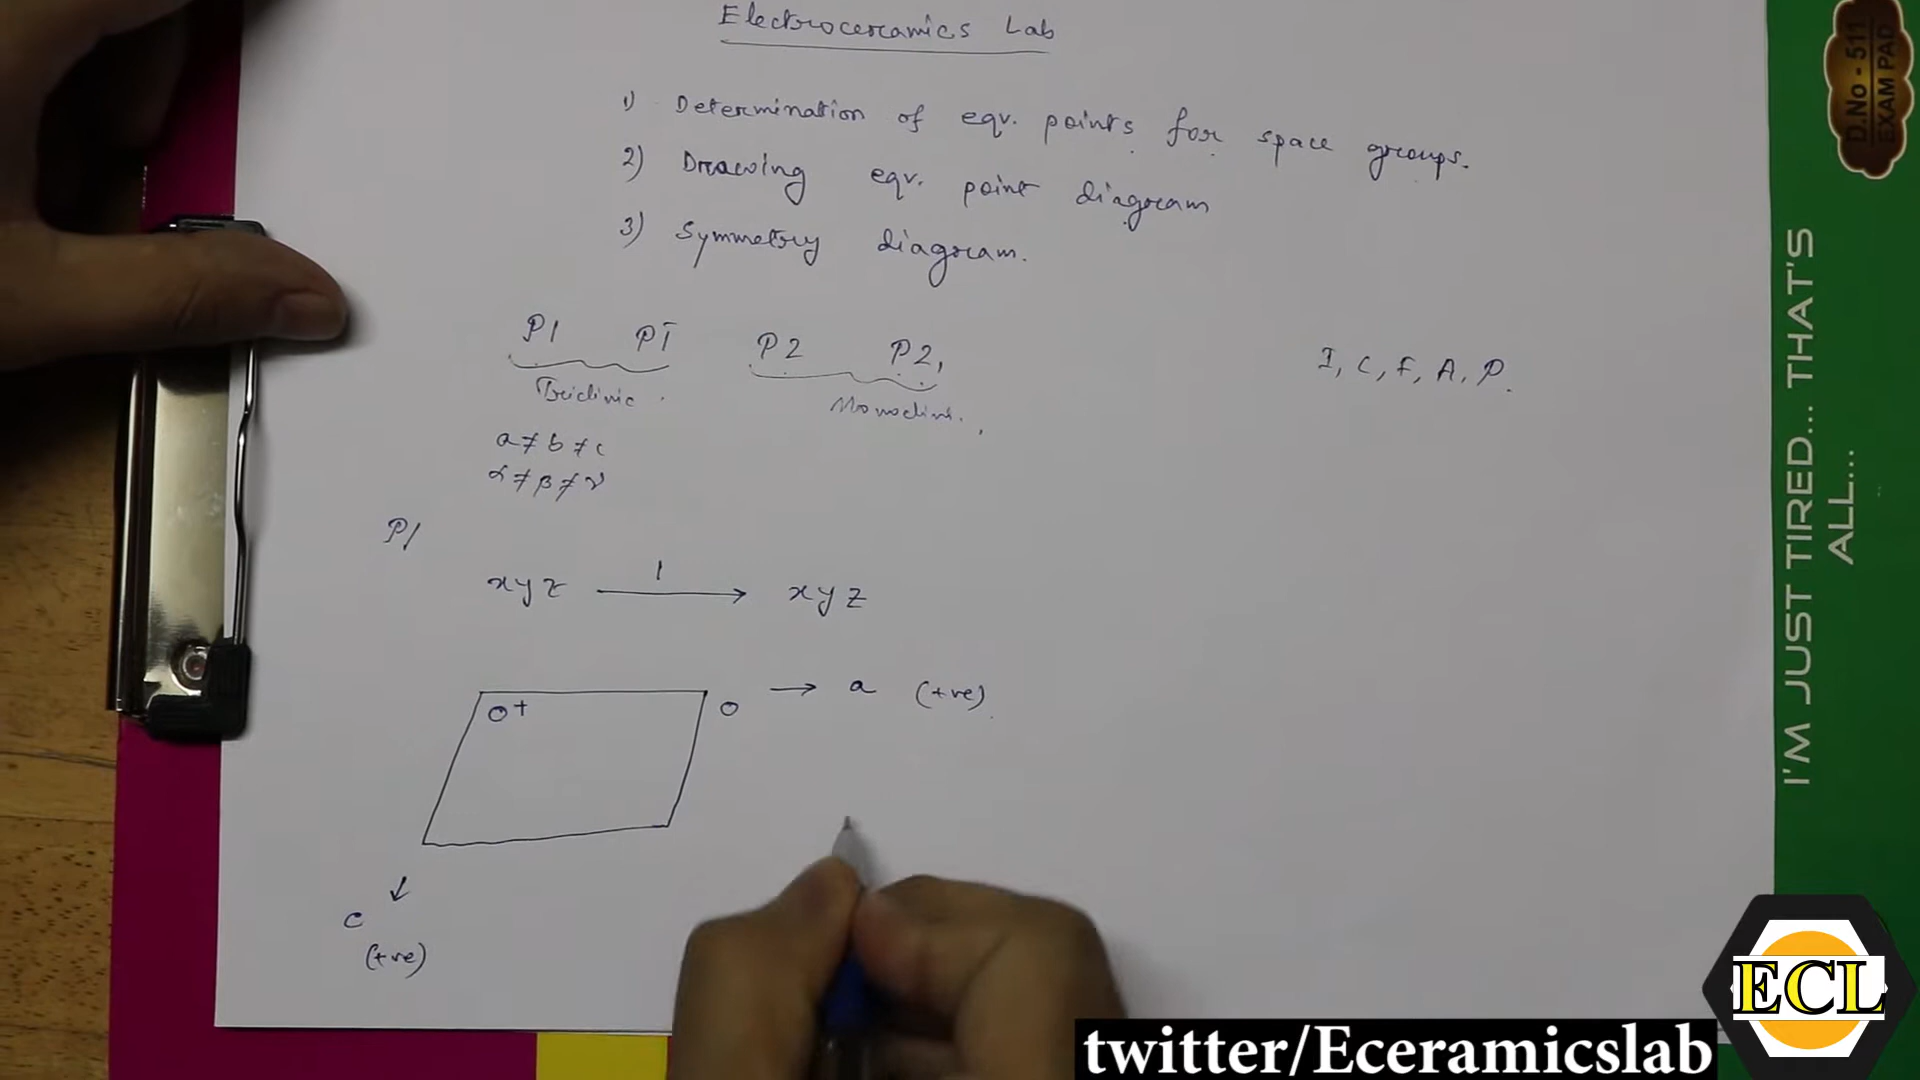 Electroceramics Lab
1) Determination of eqv. points for space groups.
2) Drawing eqv. point diagram
3) Symmetry diagram.
P1 P1̄ P2 P2₁
I, C, F, A, P.
Triclinic Monoclinic.
a ≠ b ≠ c
α ≠ β ≠ γ
P1
1
xyz → xyz
○+ ○ → a (+ve)
↓
c
(+ve)
D.No - 511
EXAM PAD
I'M JUST TIRED... THAT'S
ALL...
ECL
twitter/Eceramicslab